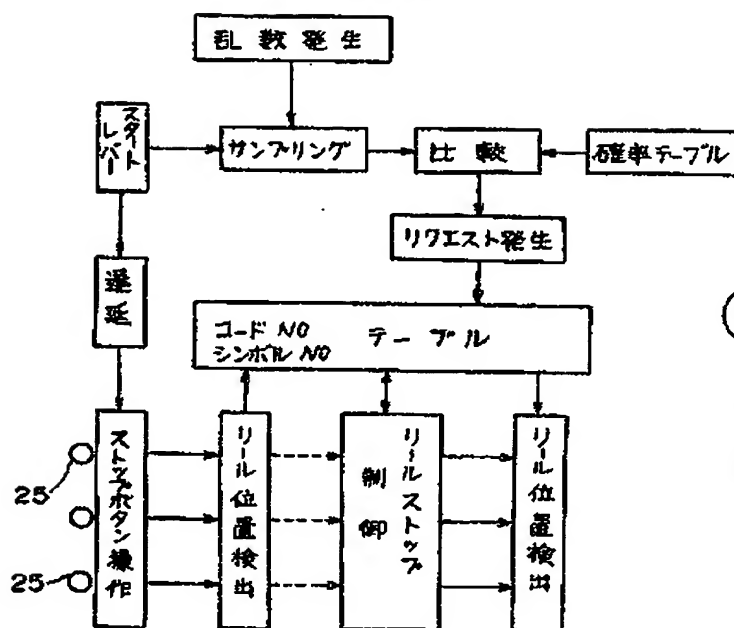 乱数発生
スタートレバー
サンプリング
比較
確率テーブル
リクエスト発生
遅延
コード NO
シンボル NO
テーブル
25
25
ストップボタン操作
リール位置検出
リールストップ
制御
リール位置検出